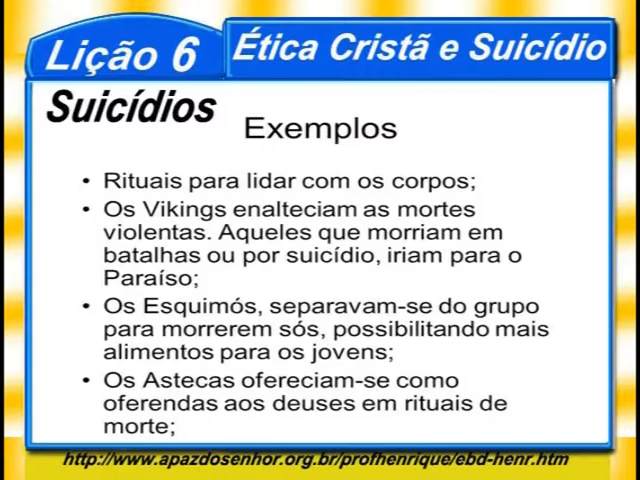 Lição 6
Ética Cristã e Suicídio
Suicídios
Exemplos
• Rituais para lidar com os corpos;
• Os Vikings enalteciam as mortes
violentas. Aqueles que morriam em
batalhas ou por suicídio, iriam para o
Paraíso;
• Os Esquimós, separavam-se do grupo
para morrerem sós, possibilitando mais
alimentos para os jovens;
• Os Astecas ofereciam-se como
oferendas aos deuses em rituais de
morte;
http://www.apazdosenhor.org.br/profhenrique/ebd-henr.htm